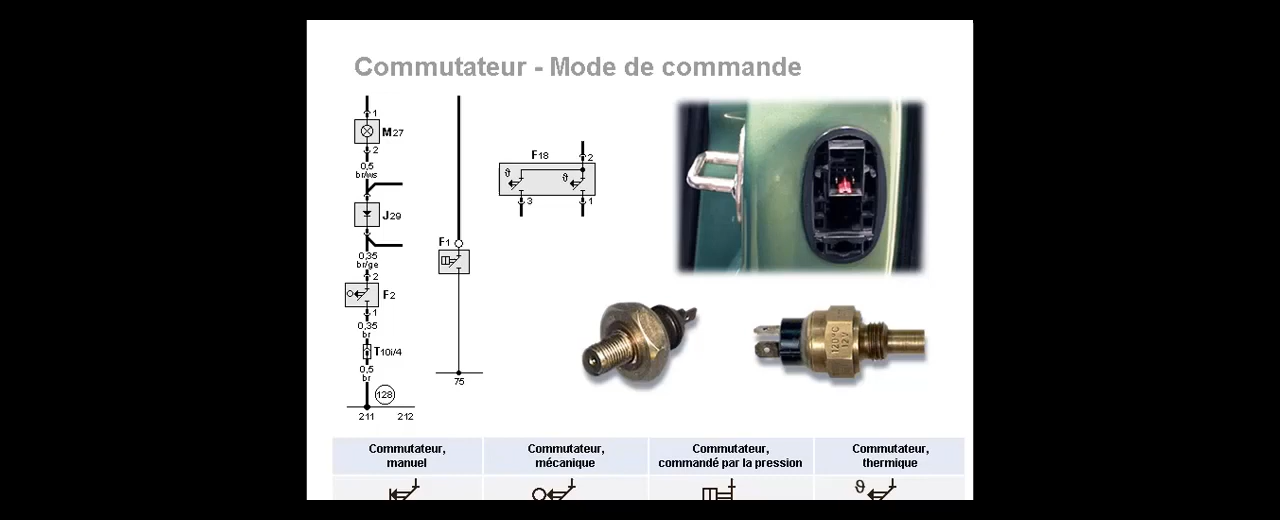 Commutateur - Mode de commande
1
M27
2
0,5
br/ws
J29
0,35
br/ge
2
F2
1
0,35
br
T10i/4
0,5
br
128
211 212
F1
75
F18
2
ϑ ϑ
3 1
120°C
12V
Commutateur,
manuel
Commutateur,
mécanique
Commutateur,
commandé par la pression
Commutateur,
thermique
ϑ